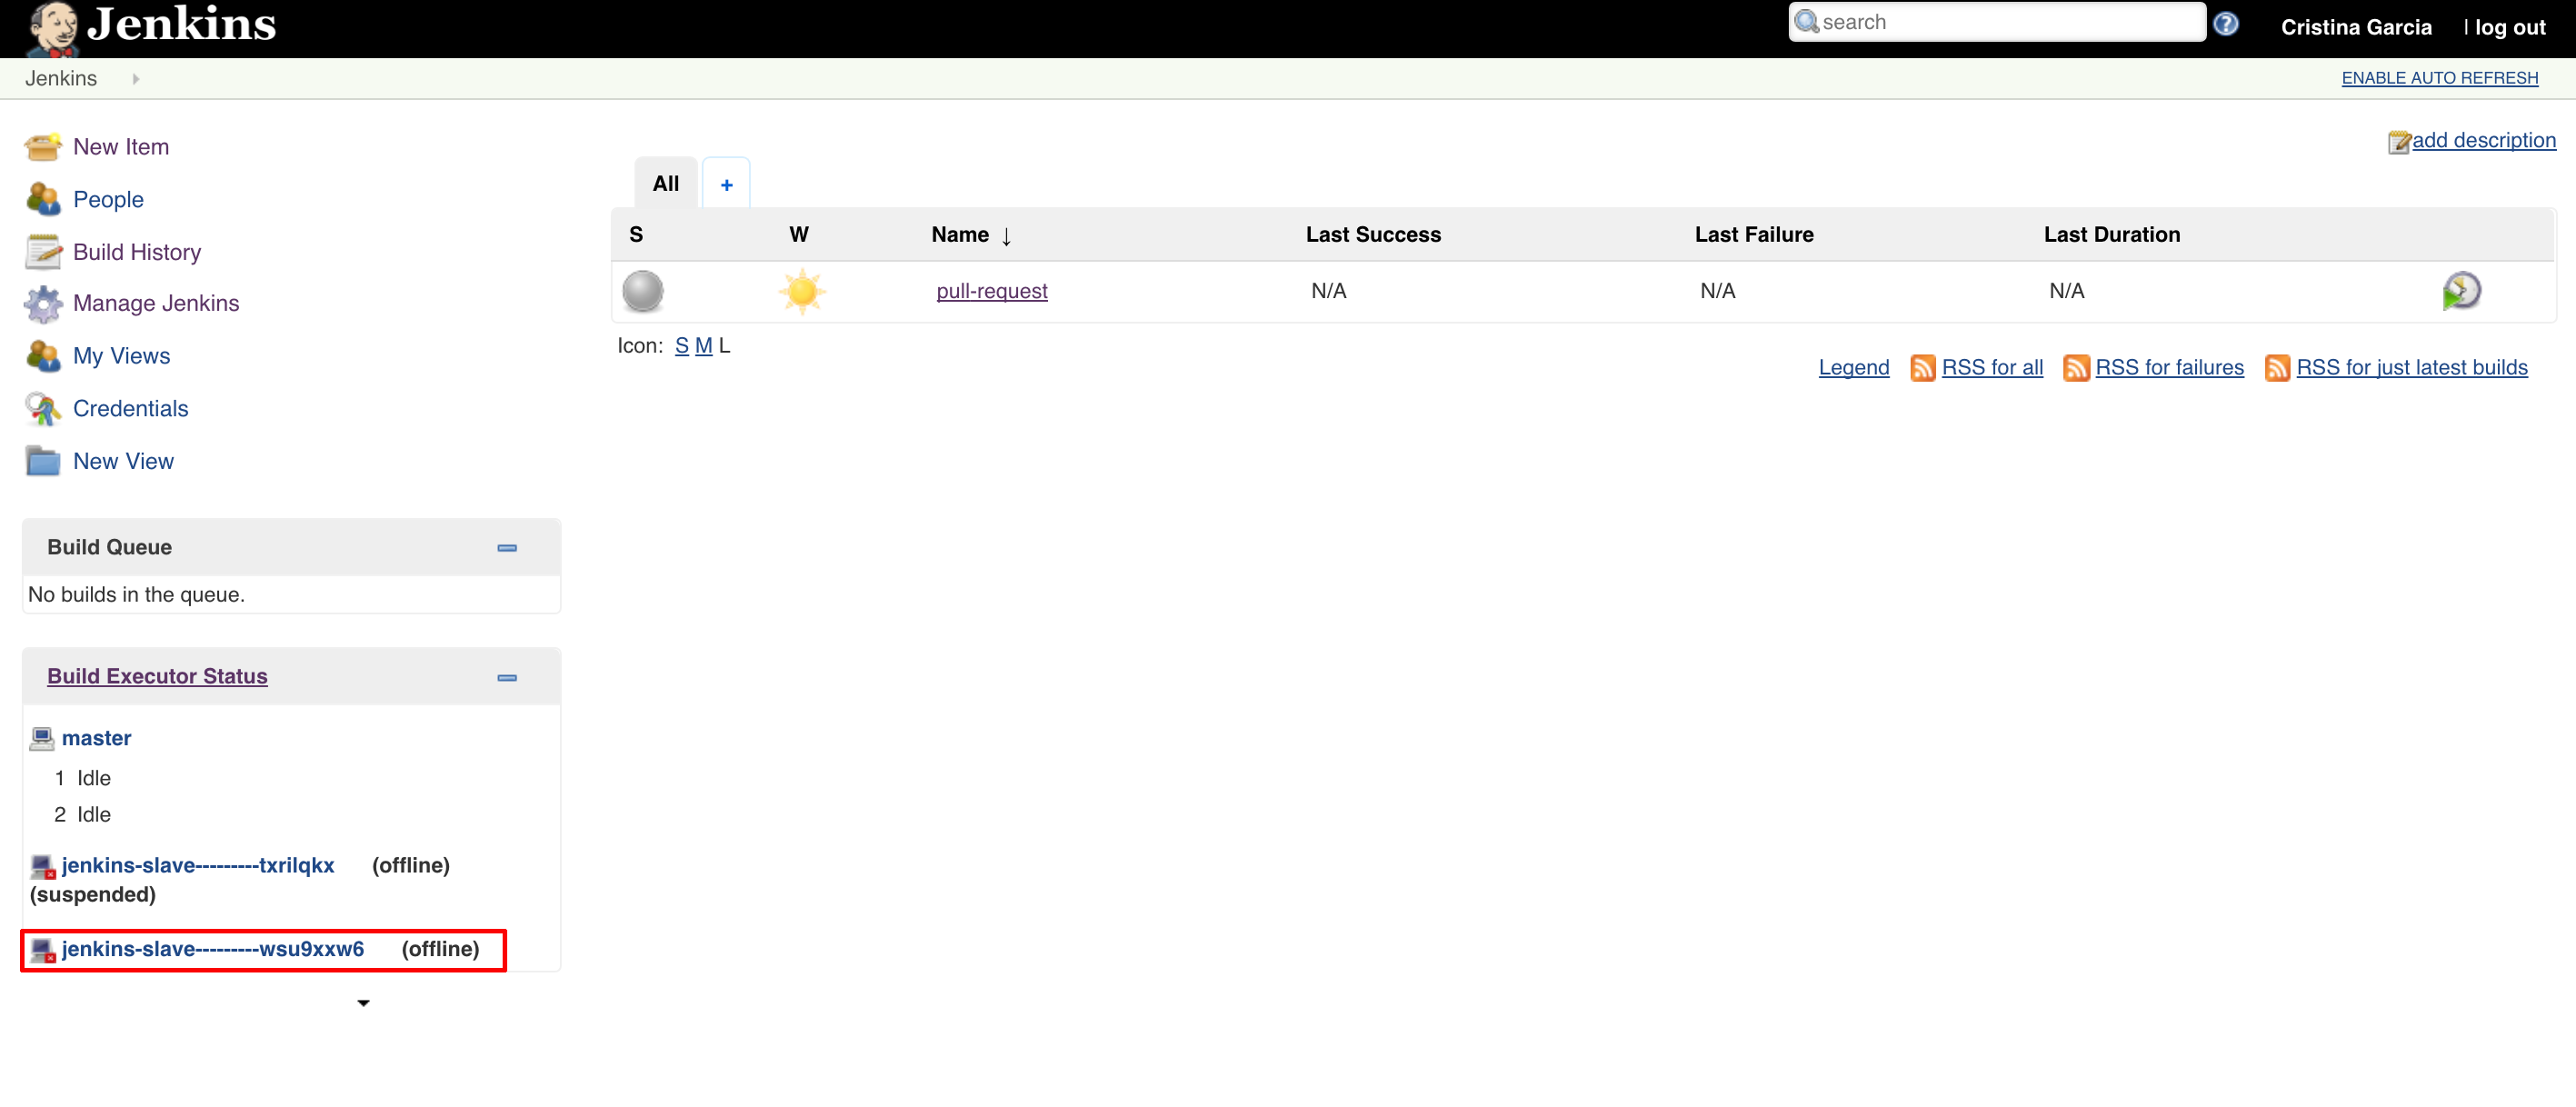 Jenkins
search
Cristina Garcia | log out
Jenkins
ENABLE AUTO REFRESH
New Item
People
Build History
Manage Jenkins
My Views
Credentials
New View
add description
All +
S W Name ↓ Last Success Last Failure Last Duration
pull-request N/A N/A N/A
Icon: S M L
Legend RSS for all RSS for failures RSS for just latest builds
Build Queue
No builds in the queue.
Build Executor Status
master
1 Idle
2 Idle
jenkins-slave---------txrilqkx (offline)
(suspended)
jenkins-slave---------wsu9xxw6 (offline)